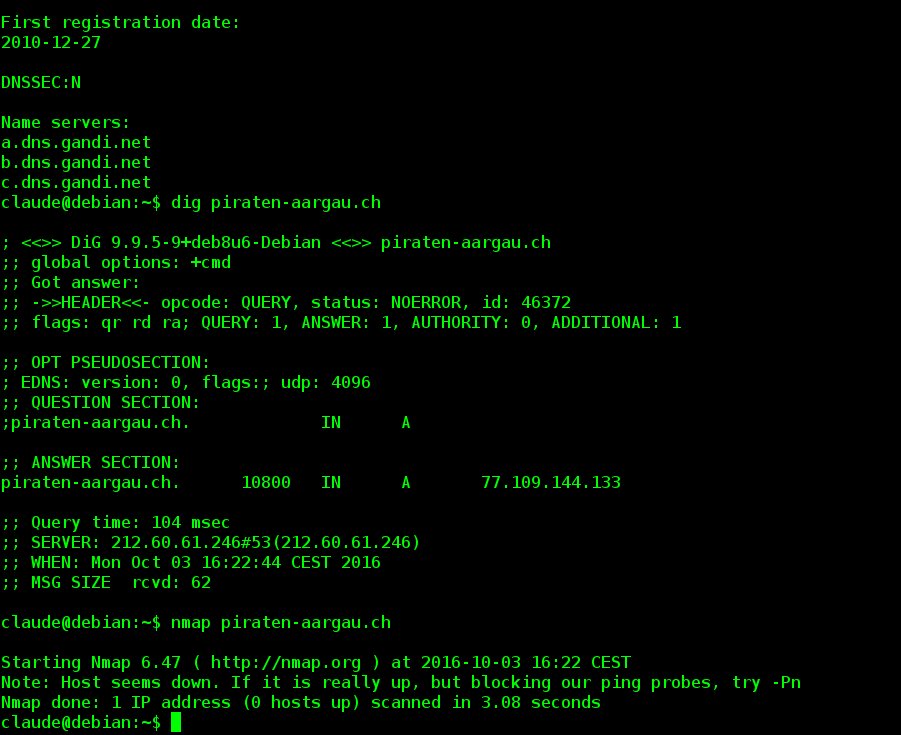 First registration date:
2010-12-27
DNSSEC:N
Name servers:
a.dns.gandi.net
b.dns.gandi.net
c.dns.gandi.net
claude@debian:~$ dig piraten-aargau.ch
; <<>> DiG 9.9.5-9+deb8u6-Debian <<>> piraten-aargau.ch
;; global options: +cmd
;; Got answer:
;; ->>HEADER<<- opcode: QUERY, status: NOERROR, id: 46372
;; flags: qr rd ra; QUERY: 1, ANSWER: 1, AUTHORITY: 0, ADDITIONAL: 1
;; OPT PSEUDOSECTION:
; EDNS: version: 0, flags:; udp: 4096
;; QUESTION SECTION:
;piraten-aargau.ch.             IN      A
;; ANSWER SECTION:
piraten-aargau.ch.      10800   IN      A       77.109.144.133
;; Query time: 104 msec
;; SERVER: 212.60.61.246#53(212.60.61.246)
;; WHEN: Mon Oct 03 16:22:44 CEST 2016
;; MSG SIZE  rcvd: 62
claude@debian:~$ nmap piraten-aargau.ch
Starting Nmap 6.47 ( http://nmap.org ) at 2016-10-03 16:22 CEST
Note: Host seems down. If it is really up, but blocking our ping probes, try -Pn
Nmap done: 1 IP address (0 hosts up) scanned in 3.08 seconds
claude@debian:~$